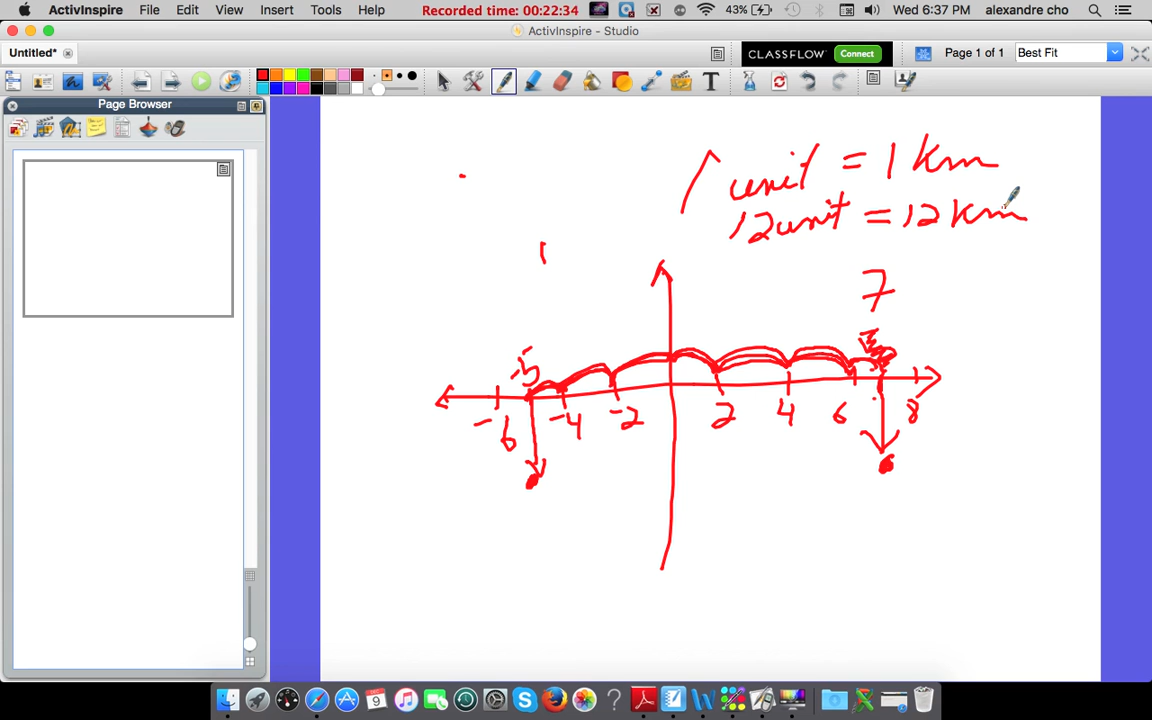 ActivInspire File Edit View Insert Tools Help Recorded time: 00:22:34 43% Wed 6:37 PM alexandre cho
ActivInspire - Studio
Untitled* CLASSFLOW Connect Page 1 of 1 Best Fit
Page Browser
1 unit = 1 km
12 unit = 12 km
7
-5
-6 -4 -2 2 4 6 8